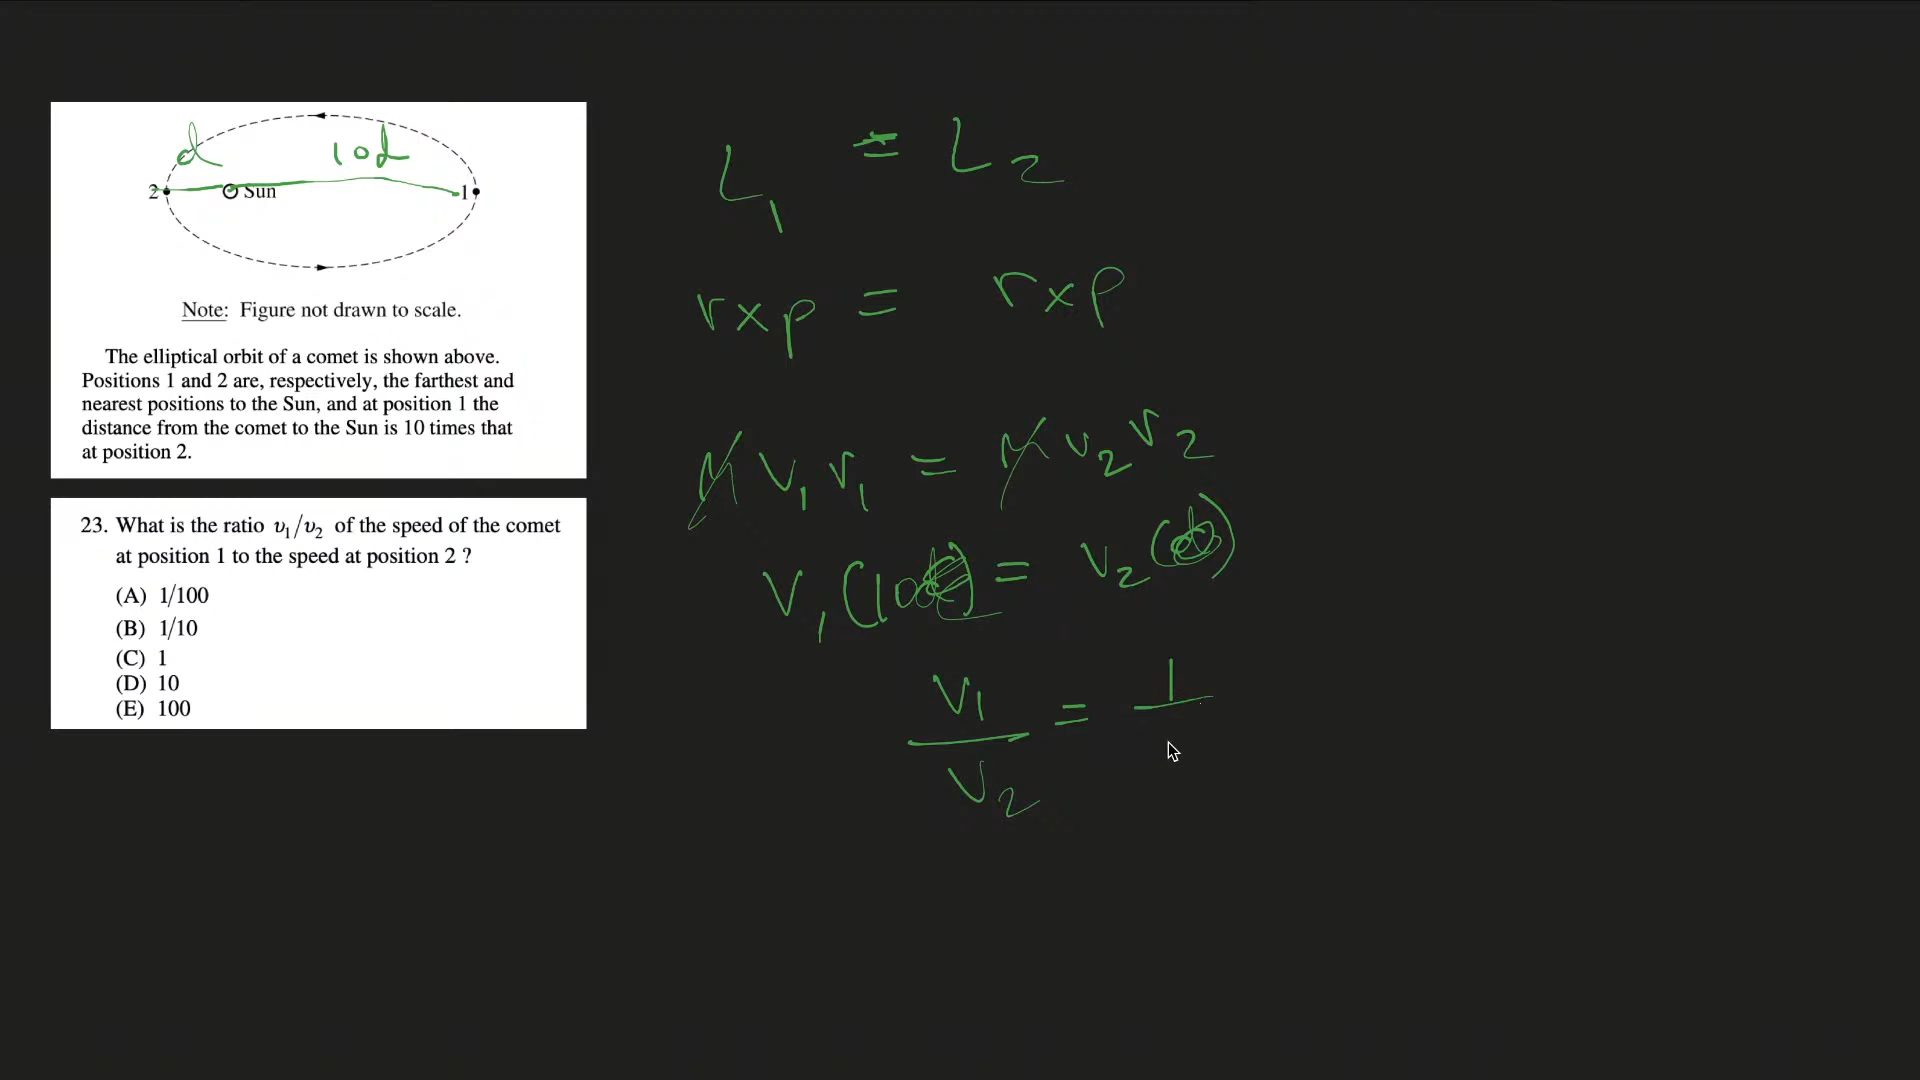 d 10d
2 Sun 1
Note: Figure not drawn to scale.
The elliptical orbit of a comet is shown above.
Positions 1 and 2 are, respectively, the farthest and
nearest positions to the Sun, and at position 1 the
distance from the comet to the Sun is 10 times that
at position 2.
23. What is the ratio v₁/v₂ of the speed of the comet
at position 1 to the speed at position 2 ?
(A) 1/100
(B) 1/10
(C) 1
(D) 10
(E) 100
L₁ = L₂
r×p = r×p
M v₁ r₁ = M v₂ r₂
v₁ (10d) = v₂ (d)
v₁
v₂
= 1